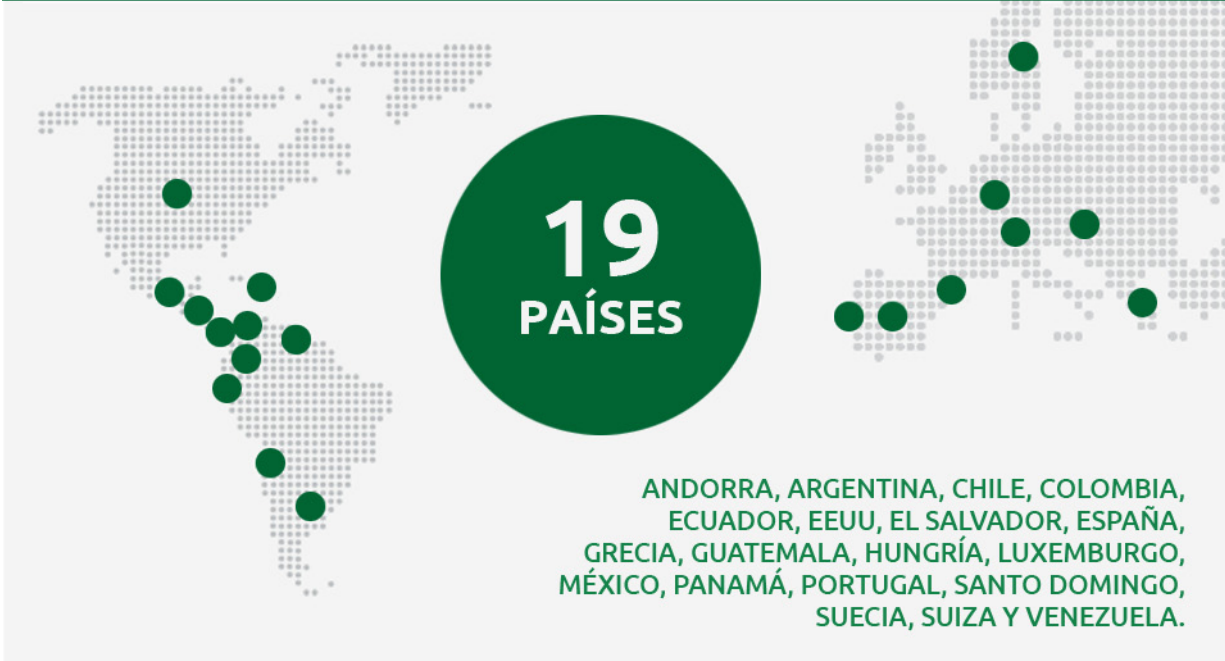 19
PAÍSES
ANDORRA, ARGENTINA, CHILE, COLOMBIA,
ECUADOR, EEUU, EL SALVADOR, ESPAÑA,
GRECIA, GUATEMALA, HUNGRÍA, LUXEMBURGO,
MÉXICO, PANAMÁ, PORTUGAL, SANTO DOMINGO,
SUECIA, SUIZA Y VENEZUELA.